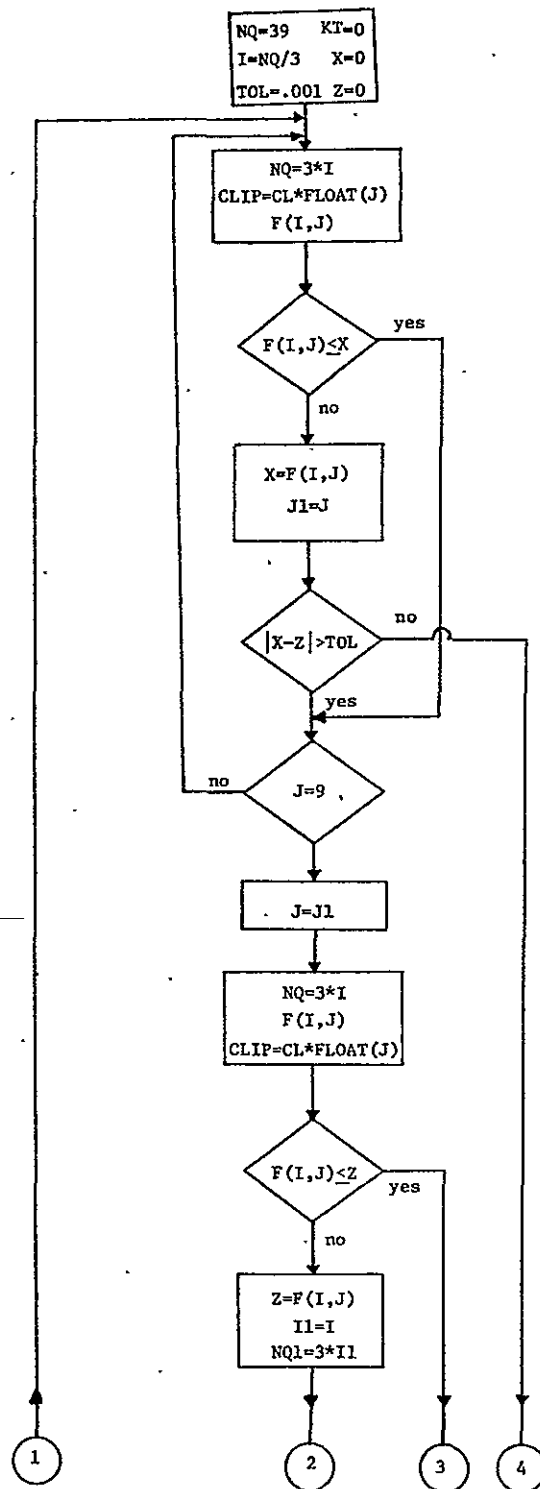 NQ=39 KT=0
I=NQ/3 X=0
TOL=.001 Z=0
NQ=3*I
CLIP=CL*FLOAT(J)
F(I,J)
F(I,J)≤X
yes
no
X=F(I,J)
J1=J
|X-Z|>TOL
no
yes
J=9
no
J=J1
NQ=3*I
F(I,J)
CLIP=CL*FLOAT(J)
F(I,J)≤Z
yes
no
Z=F(I,J)
I1=I
NQ1=3*I1
1 2 3 4